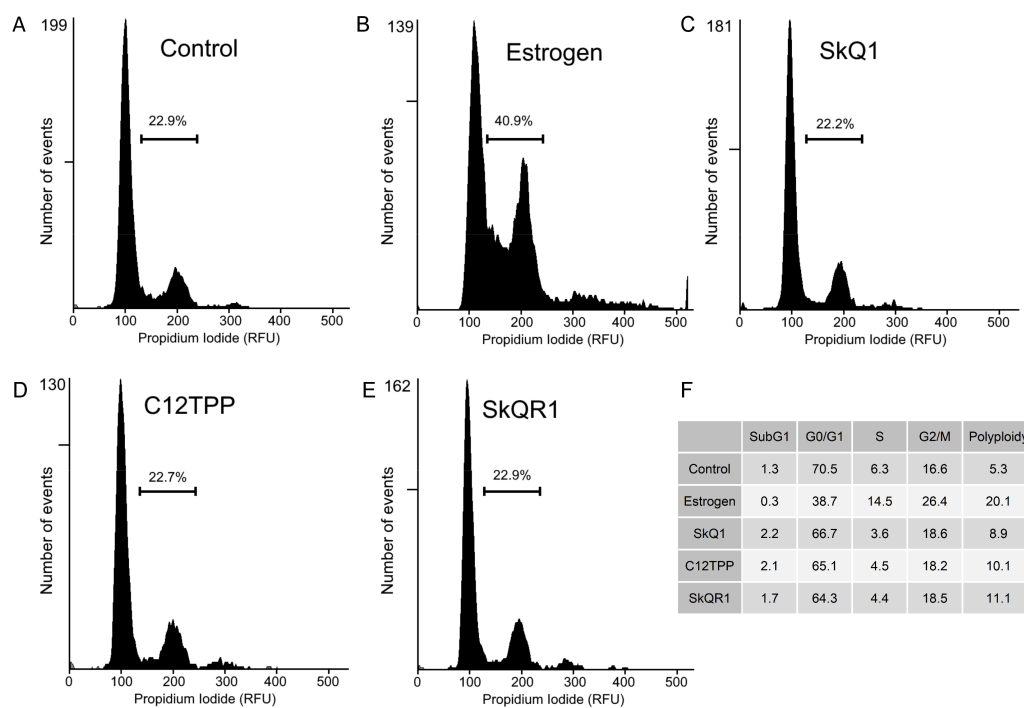 A
199
Control
22.9%
Number of events
0 100 200 300 400 500
Propidium Iodide (RFU)
B
139
Estrogen
40.9%
Number of events
0 100 200 300 400 500
Propidium Iodide (RFU)
C
181
SkQ1
22.2%
Number of events
0 100 200 300 400 500
Propidium Iodide (RFU)
D
130
C12TPP
22.7%
Number of events
0 100 200 300 400 500
Propidium Iodide (RFU)
E
162
SkQR1
22.9%
Number of events
0 100 200 300 400 500
Propidium Iodide (RFU)
F
SubG1 G0/G1 S G2/M Polyploidy
Control 1.3 70.5 6.3 16.6 5.3
Estrogen 0.3 38.7 14.5 26.4 20.1
SkQ1 2.2 66.7 3.6 18.6 8.9
C12TPP 2.1 65.1 4.5 18.2 10.1
SkQR1 1.7 64.3 4.4 18.5 11.1